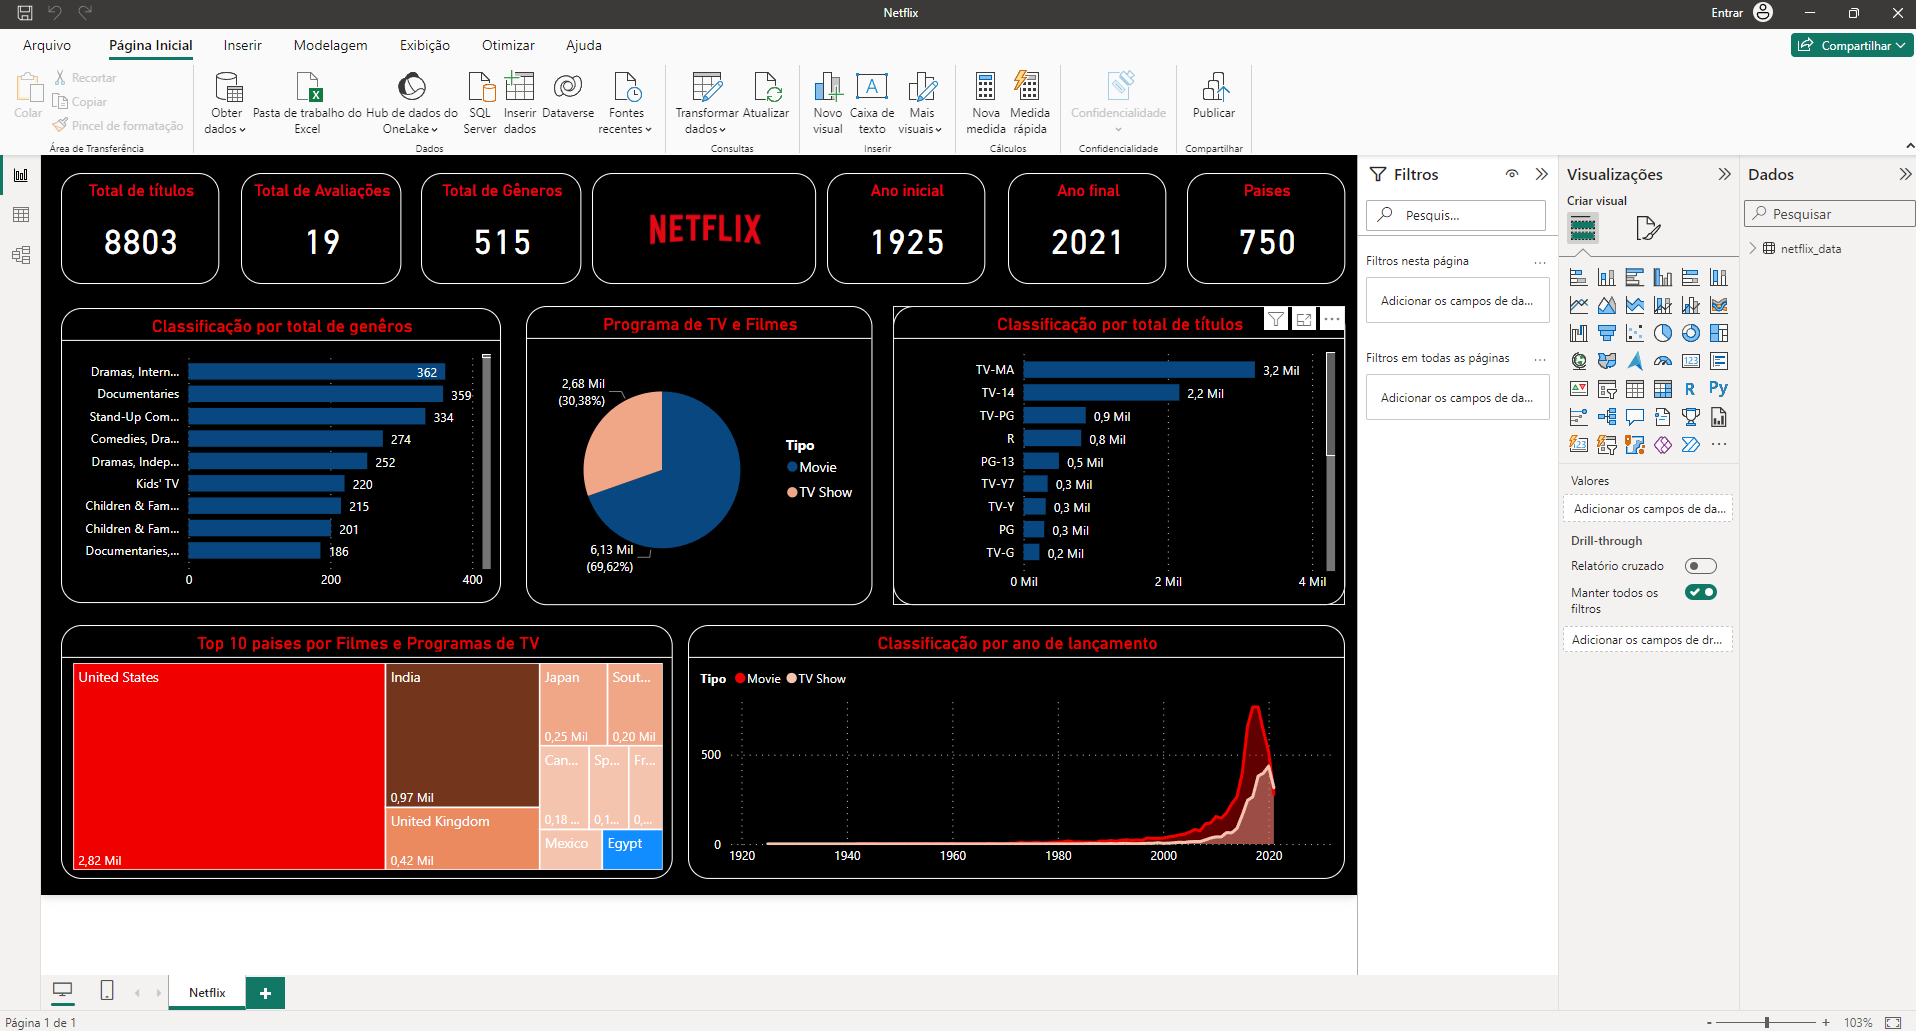 Netflix
Entrar
Arquivo
Página Inicial
Inserir
Modelagem
Exibição
Otimizar
Ajuda
Compartilhar
Colar
Recortar
Copiar
Pincel de formatação
Área de Transferência
Obter dados
Pasta de trabalho do Excel
Hub de dados do OneLake
SQL Server
Inserir dados
Dataverse
Fontes recentes
Dados
Transformar dados
Atualizar
Consultas
Novo visual
Caixa de texto
Mais visuais
Inserir
Nova medida
Medida rápida
Cálculos
Confidencialidade
Confidencialidade
Publicar
Compartilhar
Total de títulos
8803
Total de Avaliações
19
Total de Gêneros
515
NETFLIX
Ano inicial
1925
Ano final
2021
Paises
750
Classificação por total de genêros
Dramas, Intern... 362
Documentaries 359
Stand-Up Com... 334
Comedies, Dra... 274
Dramas, Indep... 252
Kids' TV 220
Children & Fam... 215
Children & Fam... 201
Documentaries,... 186
0 200 400
Programa de TV e Filmes
2,68 Mil
(30,38%)
6,13 Mil
(69,62%)
Tipo
Movie
TV Show
Classificação por total de títulos
TV-MA 3,2 Mil
TV-14 2,2 Mil
TV-PG 0,9 Mil
R 0,8 Mil
PG-13 0,5 Mil
TV-Y7 0,3 Mil
TV-Y 0,3 Mil
PG 0,3 Mil
TV-G 0,2 Mil
0 Mil 2 Mil 4 Mil
Top 10 paises por Filmes e Programas de TV
United States
2,82 Mil
India
0,97 Mil
United Kingdom
0,42 Mil
Japan
0,25 Mil
Sout...
0,20 Mil
Can...
0,18 ...
Sp...
0,1...
Fr...
0,...
Mexico
Egypt
Classificação por ano de lançamento
Tipo Movie TV Show
500
0
1920 1940 1960 1980 2000 2020
Filtros
Pesquis...
Filtros nesta página ...
Adicionar os campos de da...
Filtros em todas as páginas ...
Adicionar os campos de da...
Visualizações
Criar visual
123
R
Py
123
...
Valores
Adicionar os campos de da...
Drill-through
Relatório cruzado
Manter todos os
filtros
Adicionar os campos de dr...
Dados
Pesquisar
netflix_data
Netflix
+
Página 1 de 1
- + 103%